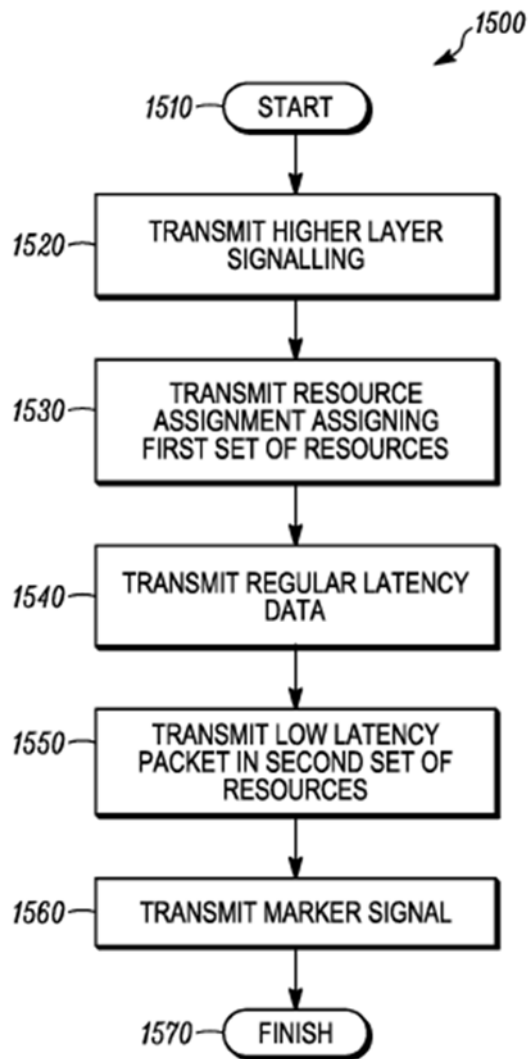 1500
1510
START
1520
TRANSMIT HIGHER LAYER
SIGNALLING
1530
TRANSMIT RESOURCE
ASSIGNMENT ASSIGNING
FIRST SET OF RESOURCES
1540
TRANSMIT REGULAR LATENCY
DATA
1550
TRANSMIT LOW LATENCY
PACKET IN SECOND SET OF
RESOURCES
1560
TRANSMIT MARKER SIGNAL
1570
FINISH